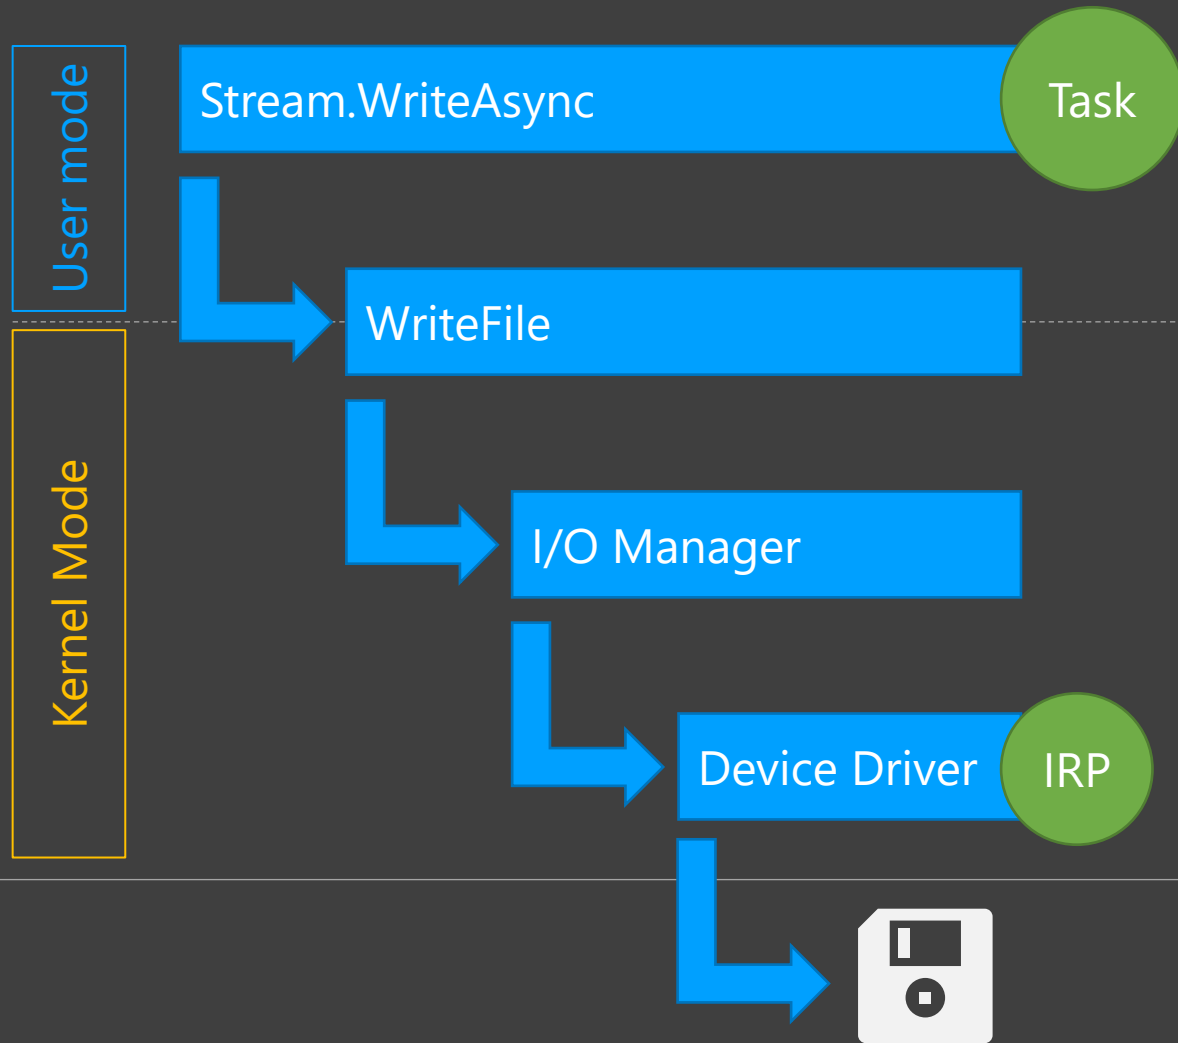 User mode
Stream.WriteAsync
Task
WriteFile
Kernel Mode
I/O Manager
Device Driver
IRP